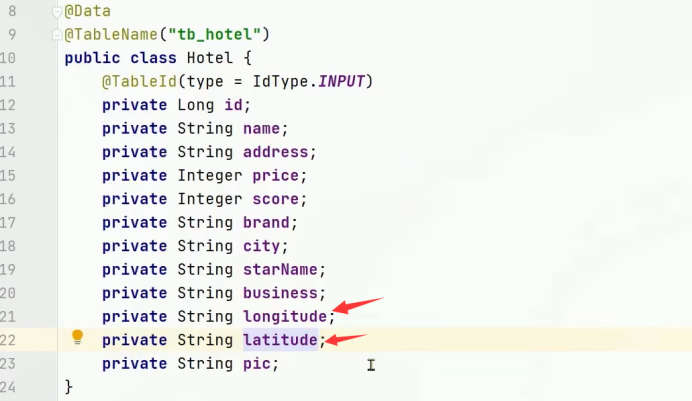 8 @Data
9 @TableName("tb_hotel")
10 public class Hotel {
11 @TableId(type = IdType.INPUT)
12 private Long id;
13 private String name;
14 private String address;
15 private Integer price;
16 private Integer score;
17 private String brand;
18 private String city;
19 private String starName;
20 private String business;
21 private String longitude;
22 private String latitude;
23 private String pic;
24 }